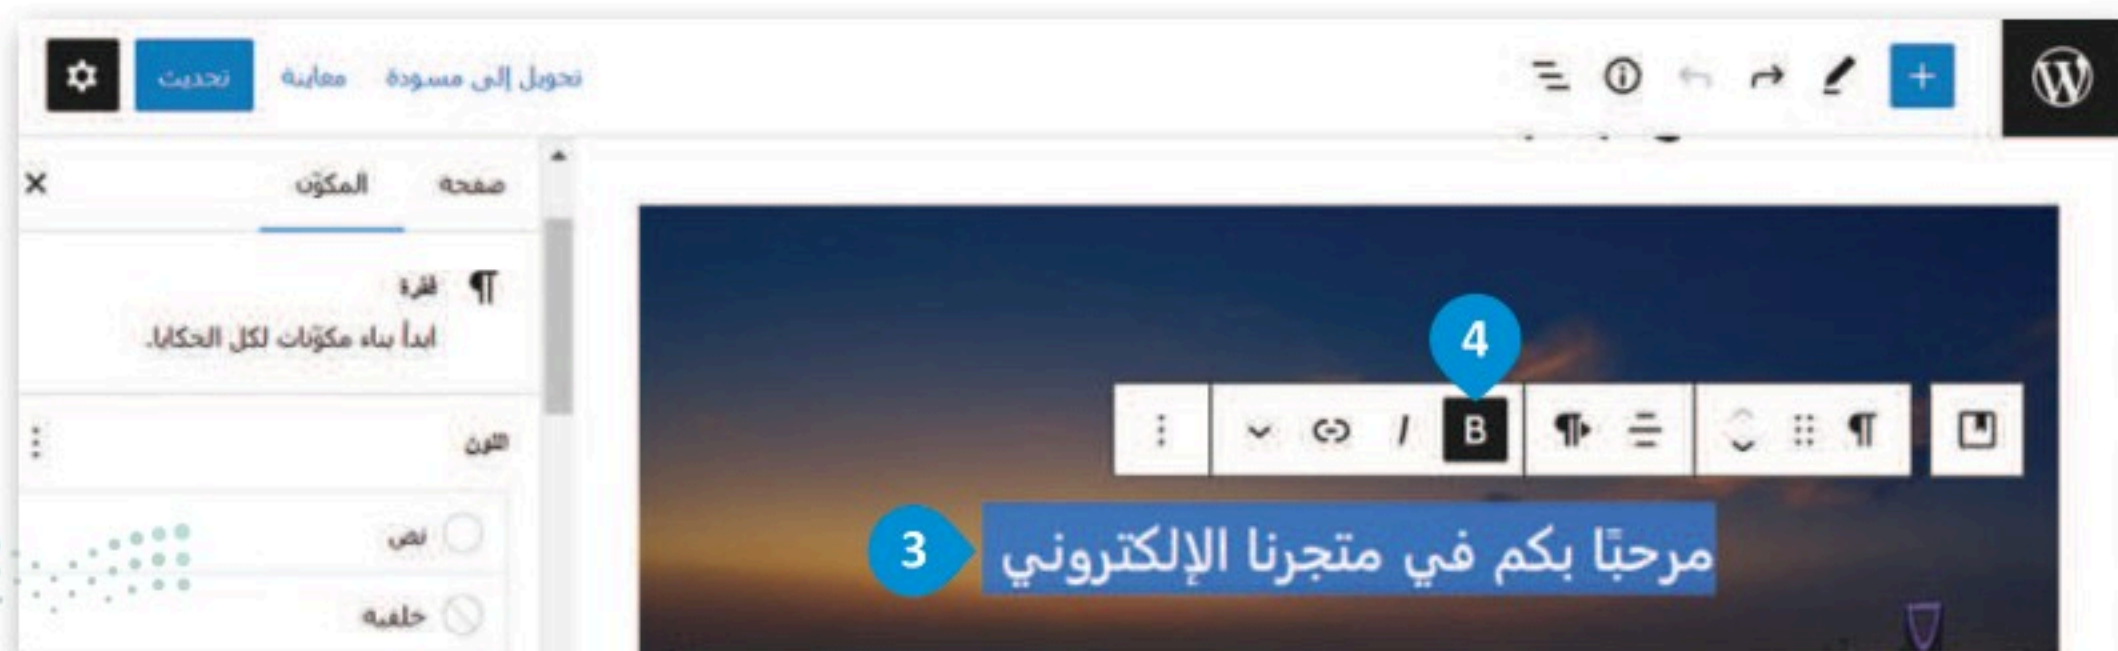 تحويل إلى مسودة
معاينة
تحديث
صفحة
المكوّن
فقرة
ابدأ ببناء مكوّنات لكل الحكايا.
اللون
نص
خلفية
4
B I
3
مرحبًا بكم في متجرنا الإلكتروني